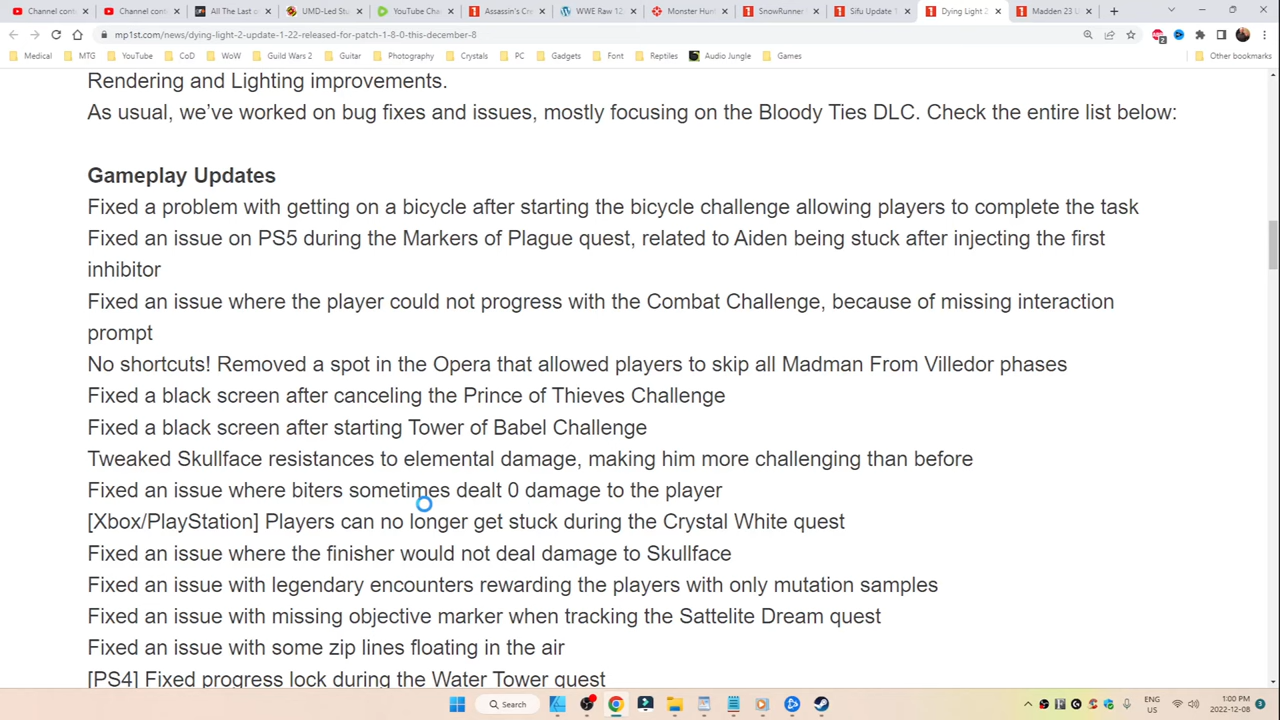 Channel cont
Channel cont
All The Last o
UMD-Led Stu
YouTube Cha
Assassin's Cr
WWE Raw 12
Monster Hun
SnowRunner
Sifu Update 1
Dying Light 2
Madden 23 U
mp1st.com/news/dying-light-2-update-1-22-released-for-patch-1-8-0-this-december-8
Medical MTG YouTube CoD WoW Guild Wars 2 Guitar Photography Crystals PC Gadgets Font Reptiles Audio Jungle Games Other bookmarks
Rendering and Lighting improvements.
As usual, we've worked on bug fixes and issues, mostly focusing on the Bloody Ties DLC. Check the entire list below:
Gameplay Updates
Fixed a problem with getting on a bicycle after starting the bicycle challenge allowing players to complete the task
Fixed an issue on PS5 during the Markers of Plague quest, related to Aiden being stuck after injecting the first
inhibitor
Fixed an issue where the player could not progress with the Combat Challenge, because of missing interaction
prompt
No shortcuts! Removed a spot in the Opera that allowed players to skip all Madman From Villedor phases
Fixed a black screen after canceling the Prince of Thieves Challenge
Fixed a black screen after starting Tower of Babel Challenge
Tweaked Skullface resistances to elemental damage, making him more challenging than before
Fixed an issue where biters sometimes dealt 0 damage to the player
[Xbox/PlayStation] Players can no longer get stuck during the Crystal White quest
Fixed an issue where the finisher would not deal damage to Skullface
Fixed an issue with legendary encounters rewarding the players with only mutation samples
Fixed an issue with missing objective marker when tracking the Sattelite Dream quest
Fixed an issue with some zip lines floating in the air
[PS4] Fixed progress lock during the Water Tower quest
Search
ENG
US
1:00 PM
2022-12-08